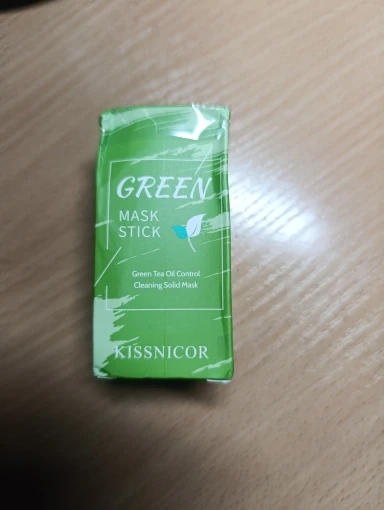 GREEN
MASK
STICK
Green Tea Oil Control
Cleaning Solid Mask
KISSNICOR